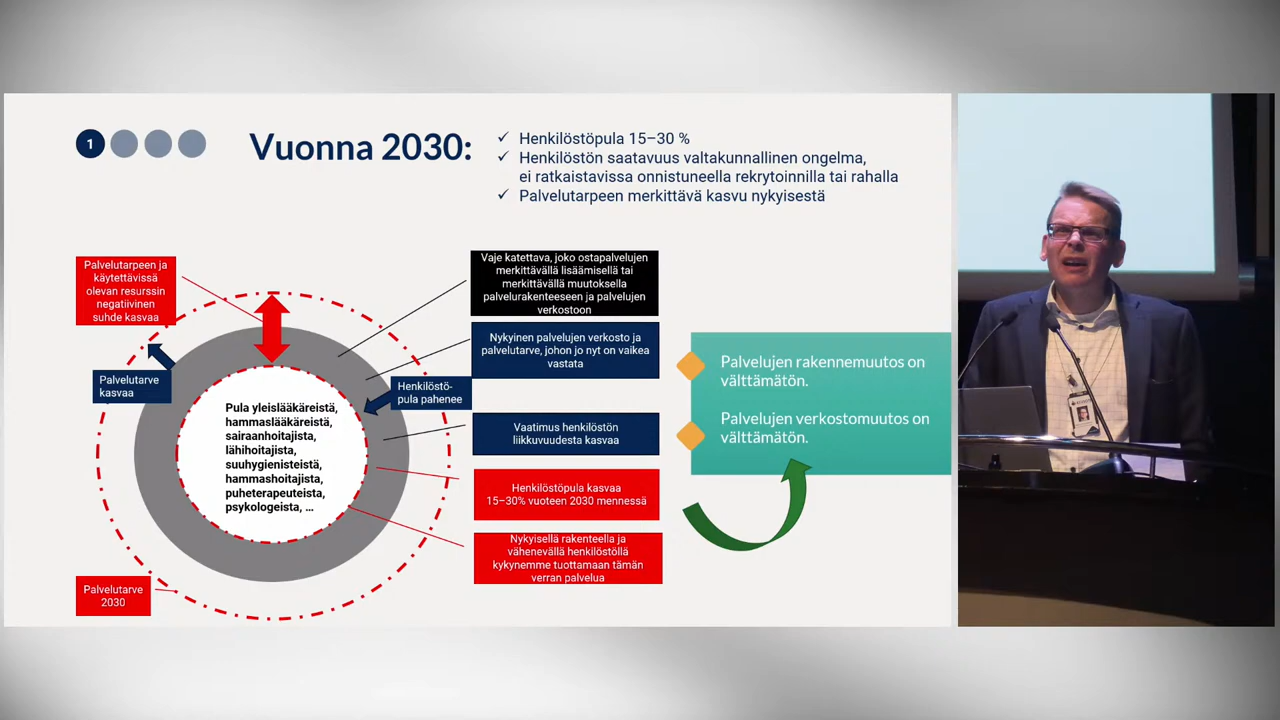 1
Vuonna 2030:
✓ Henkilöstöpula 15–30 %
✓ Henkilöstön saatavuus valtakunnallinen ongelma,
ei ratkaistavissa onnistuneella rekrytoinnilla tai rahalla
✓ Palvelutarpeen merkittävä kasvu nykyisestä
Palvelutarpeen ja
käytettävissä
olevan resurssin
negatiivinen
suhde kasvaa
Palvelutarve
kasvaa
Henkilöstö-
pula pahenee
Pula yleislääkäreistä,
hammaslääkäreistä,
sairaanhoitajista,
lähihoitajista,
suuhygienisteistä,
hammashoitajista,
puheterapeuteista,
psykologeista, …
Palvelutarve
2030
Vaje katettava, joko ostapalvelujen
merkittävällä lisäämisellä tai
merkittävällä muutoksella
palvelurakenteeseen ja palvelujen
verkostoon
Nykyinen palvelujen verkosto ja
palvelutarve, johon jo nyt on vaikea
vastata
Vaatimus henkilöstön
liikkuvuudesta kasvaa
Henkilöstöpula kasvaa
15–30% vuoteen 2030 mennessä
Nykyisellä rakenteella ja
vähenevällä henkilöstöllä
kykynemme tuottamaan tämän
verran palvelua
Palvelujen rakennemuutos on
välttämätön.
Palvelujen verkostomuutos on
välttämätön.